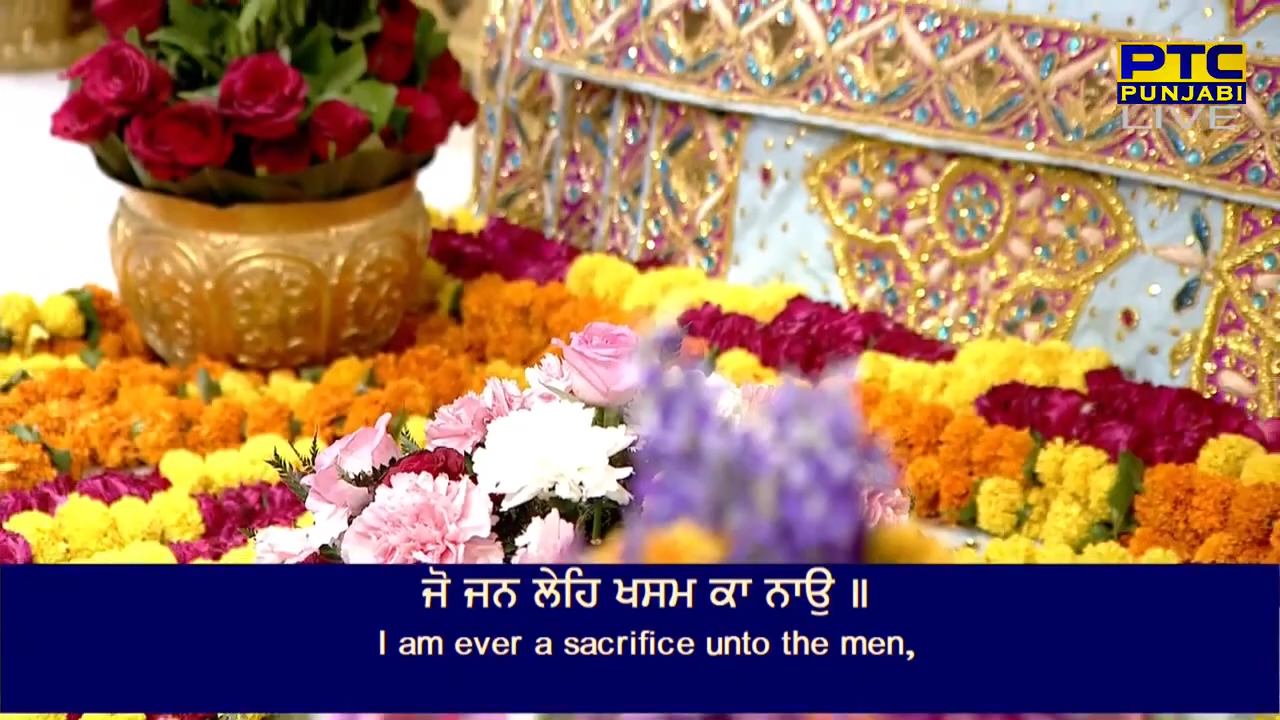 PTC
PUNJABI
LIVE
ਜੋ ਜਨ ਲੇਹਿ ਖਸਮ ਕਾ ਨਾਉ ॥
I am ever a sacrifice unto the men,